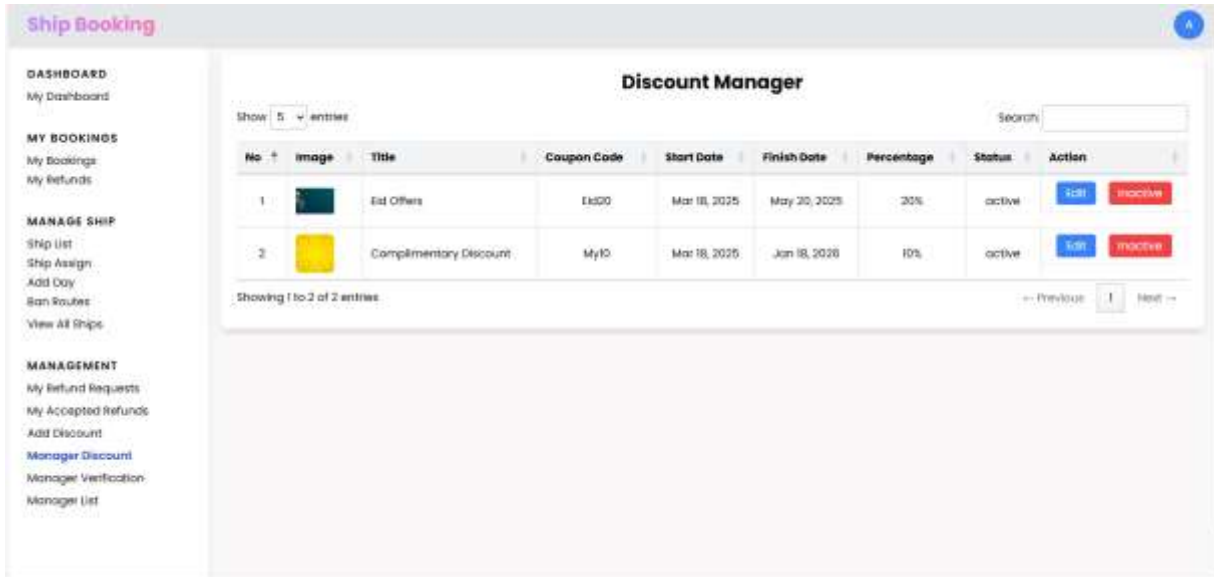 Ship Booking
A
DASHBOARD
My Dashboard
MY BOOKINGS
My Bookings
My Refunds
MANAGE SHIP
Ship List
Ship Assign
Add Day
Ban Routes
View All Ships
MANAGEMENT
My Refund Requests
My Accepted Refunds
Add Discount
Manager Discount
Manager Verification
Manager List
Discount Manager
Show 5 entries
Search:
No Image Title Coupon Code Start Date Finish Date Percentage Status Action
1 Eid Offers Eid20 Mar 18, 2025 May 20, 2025 20% active Edit Inactive
2 Complimentary Discount My10 Mar 18, 2025 Jan 18, 2026 10% active Edit Inactive
Showing 1 to 2 of 2 entries
← Previous 1 Next →